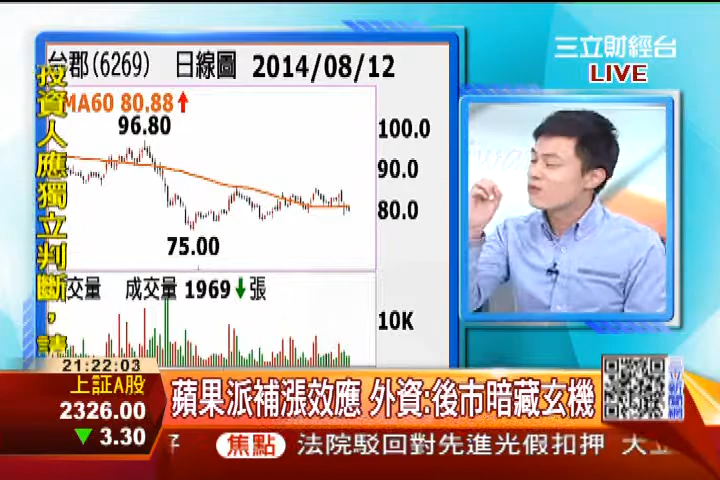 三立財經台
LIVE
台郡(6269) 日線圖 2014/08/12
MA60 80.88↑
96.80
100.0
90.0
80.0
75.00
交量 成交量 1969↓張
10K
投資人應獨立判斷，請
21:22:03
上証A股
2326.00
▼ 3.30
蘋果派補漲效應 外資:後市暗藏玄機
焦點 法院駁回對先進光假扣押 大立